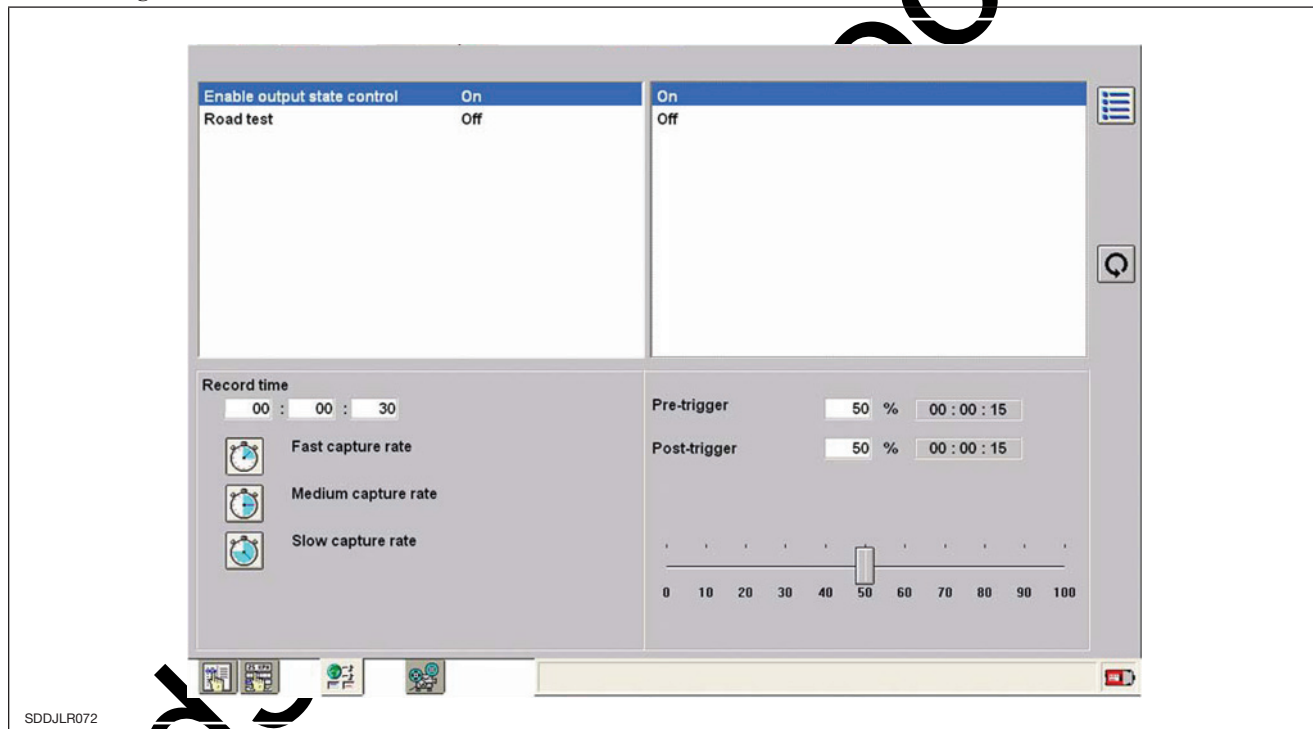 Enable output state control On
Road test Off
On
Off
Record time
00 : 00 : 30
Fast capture rate
Medium capture rate
Slow capture rate
Pre-trigger 50 % 00 : 00 : 15
Post-trigger 50 % 00 : 00 : 15
0 10 20 30 40 50 60 70 80 90 100
SDDJLR072